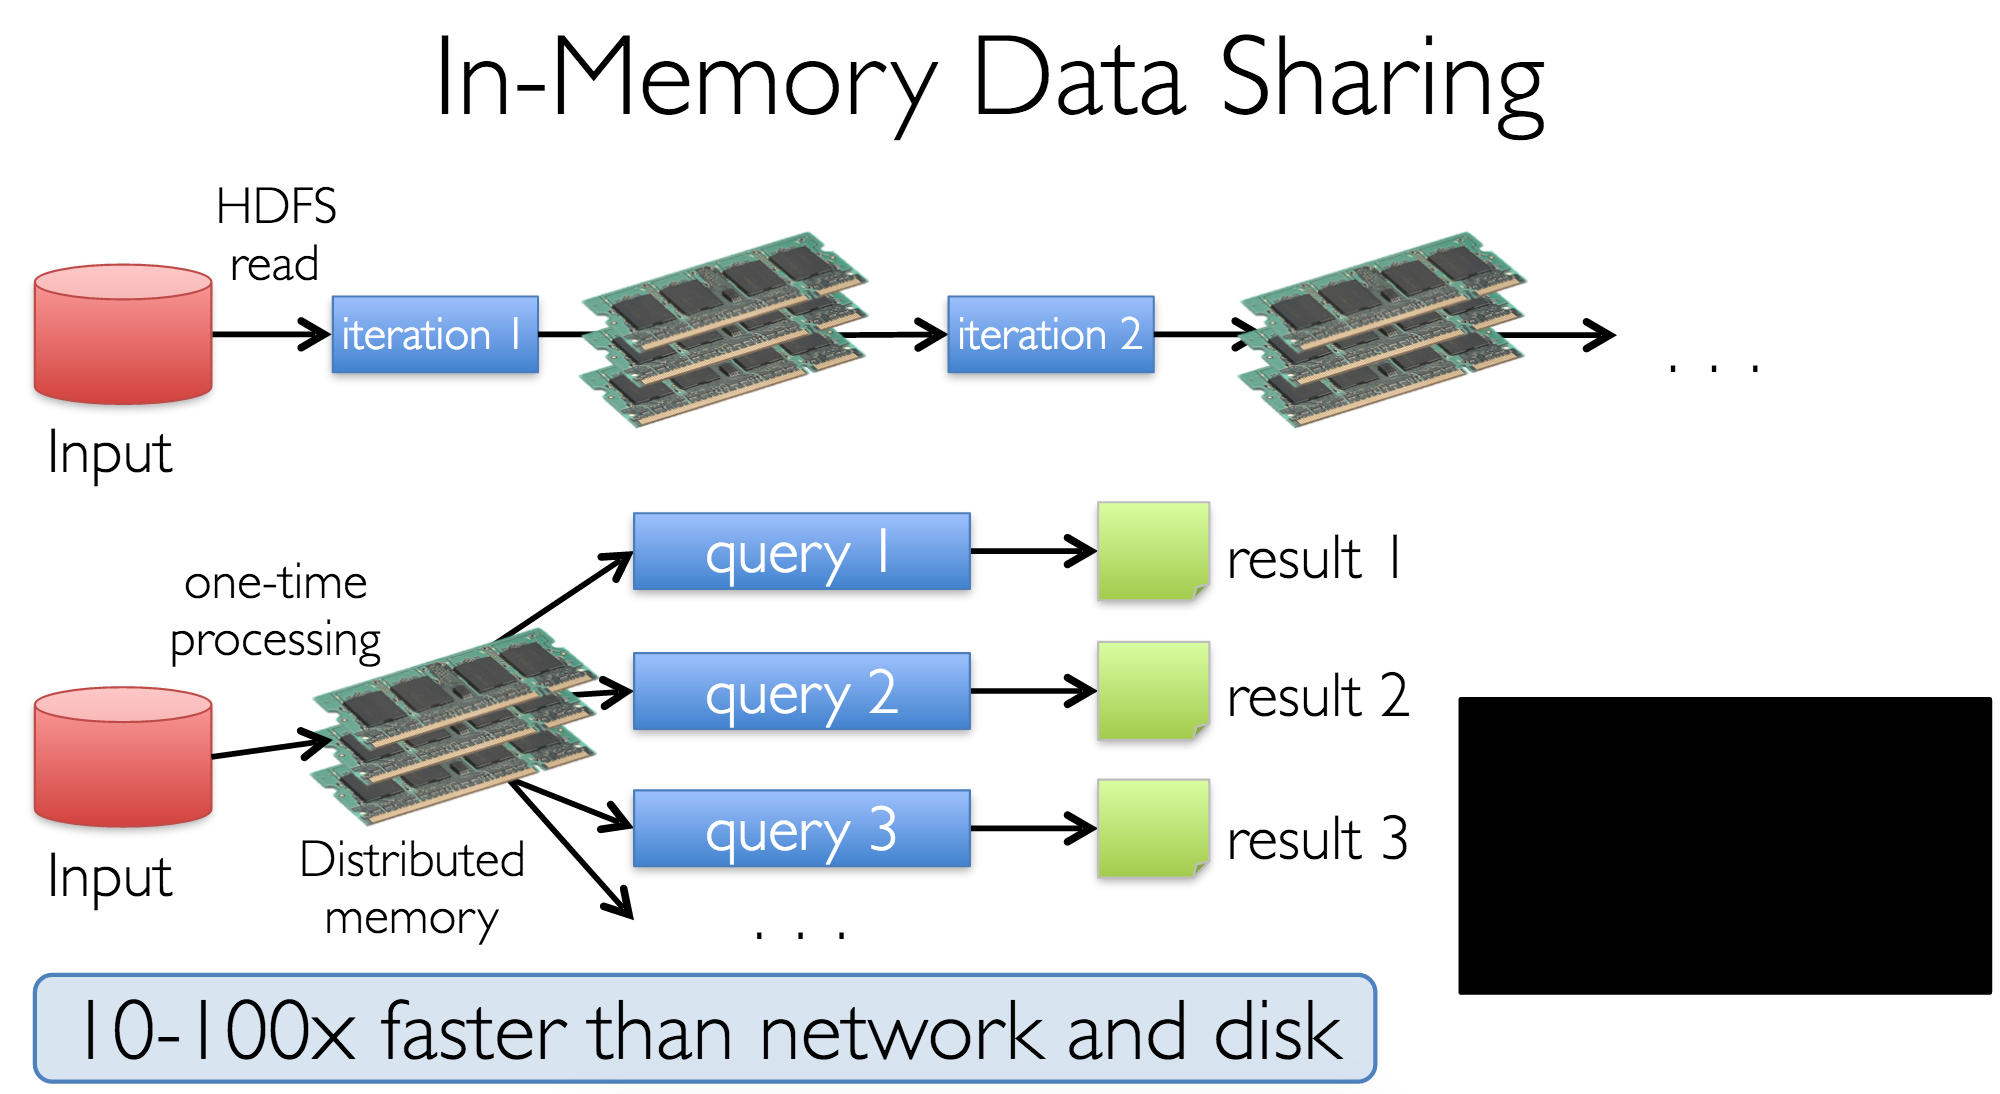 In-Memory Data Sharing
HDFS
read
iteration 1
iteration 2
. . .
Input
one-time
processing
query 1
result 1
query 2
result 2
query 3
result 3
Input
Distributed
memory
. . .
10-100x faster than network and disk